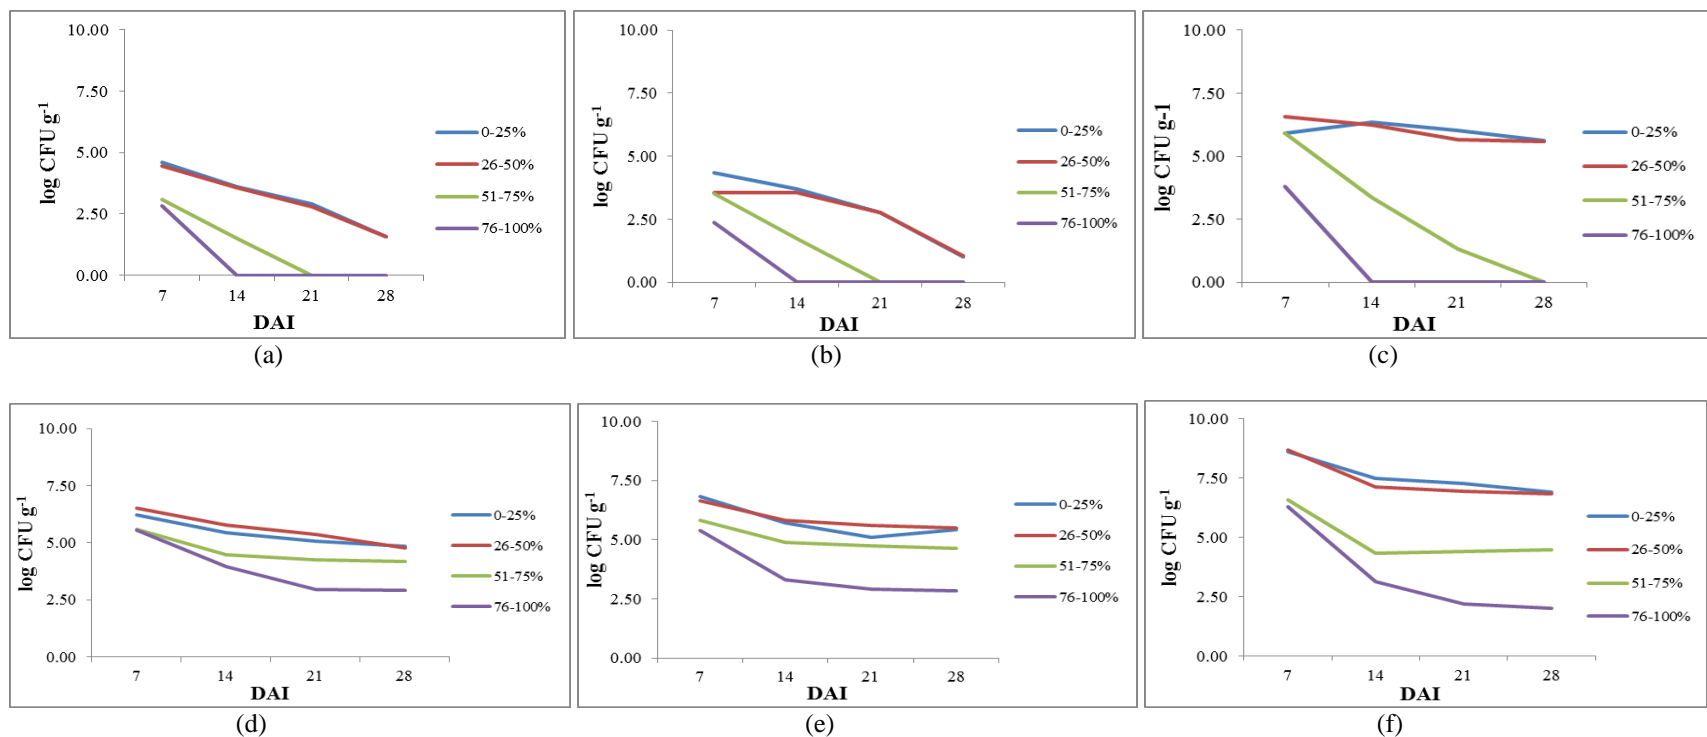 10.00
7.50
5.00
2.50
0.00
log CFU g-1
7 14 21 28
DAI
0-25%
26-50%
51-75%
76-100%
(a)
10.00
7.50
5.00
2.50
0.00
log CFU g-1
7 14 21 28
DAI
0-25%
26-50%
51-75%
76-100%
(b)
10.00
7.50
5.00
2.50
0.00
log CFU g-1
7 14 21 28
DAI
0-25%
26-50%
51-75%
76-100%
(c)
10.00
7.50
5.00
2.50
0.00
log CFU g-1
7 14 21 28
DAI
0-25%
26-50%
51-75%
76-100%
(d)
10.00
7.50
5.00
2.50
0.00
log CFU g-1
7 14 21 28
DAI
0-25%
26-50%
51-75%
76-100%
(e)
10.00
7.50
5.00
2.50
0.00
log CFU g-1
7 14 21 28
DAI
0-25%
26-50%
51-75%
76-100%
(f)